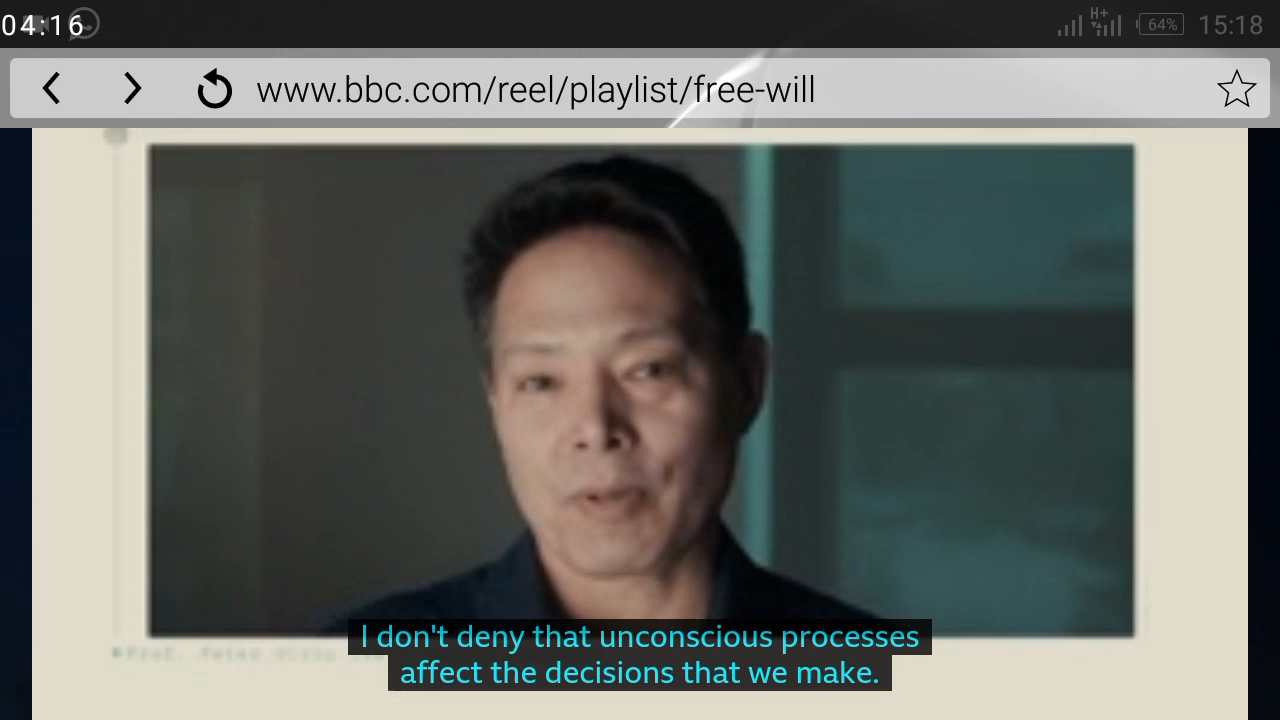 04:16
H+
64%
15:18
www.bbc.com/reel/playlist/free-will
I don't deny that unconscious processes
affect the decisions that we make.